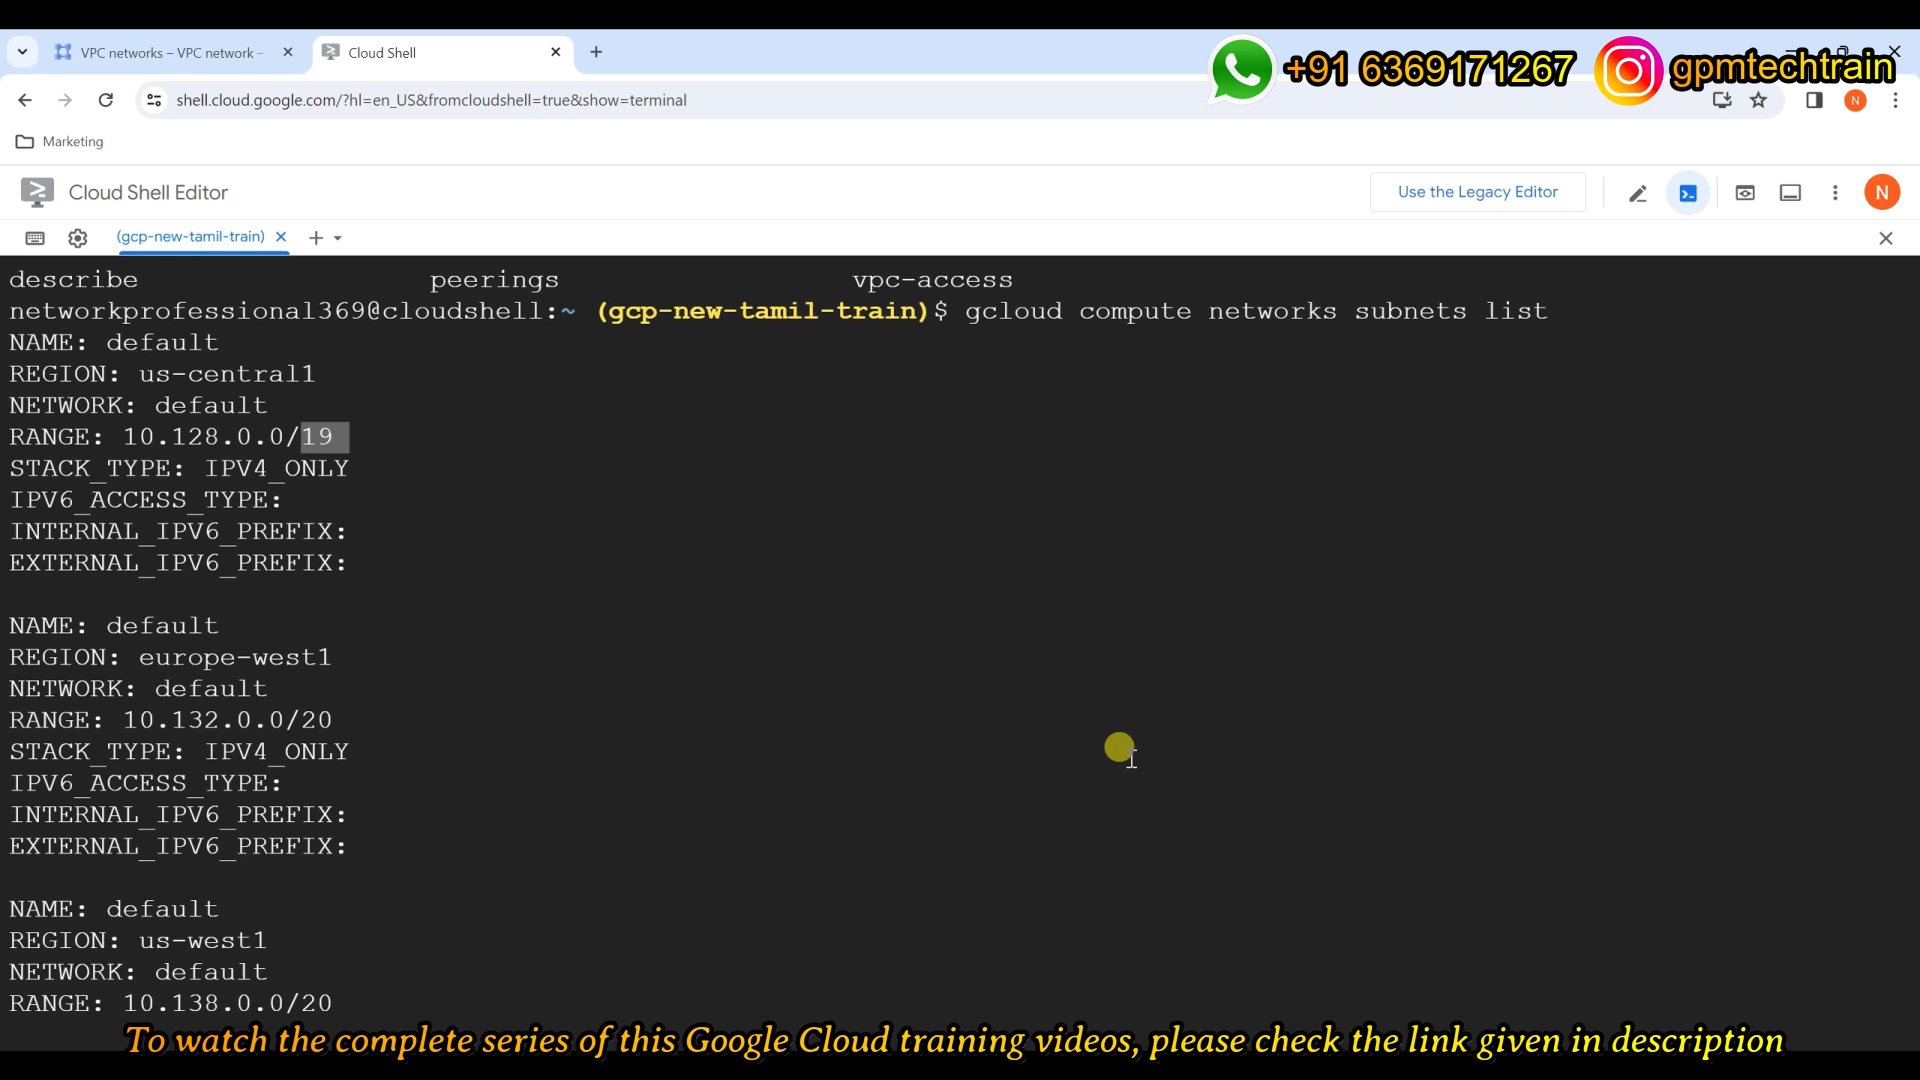 VPC networks – VPC network –
Cloud Shell
+91 6369171267
gpmtechtrain
shell.cloud.google.com/?hl=en_US&fromcloudshell=true&show=terminal
N
Marketing
Cloud Shell Editor
Use the Legacy Editor
N
(gcp-new-tamil-train)
describe peerings vpc-access
networkprofessional369@cloudshell:~ (gcp-new-tamil-train)$ gcloud compute networks subnets list
NAME: default
REGION: us-central1
NETWORK: default
RANGE: 10.128.0.0/19
STACK_TYPE: IPV4_ONLY
IPV6_ACCESS_TYPE:
INTERNAL_IPV6_PREFIX:
EXTERNAL_IPV6_PREFIX:
NAME: default
REGION: europe-west1
NETWORK: default
RANGE: 10.132.0.0/20
STACK_TYPE: IPV4_ONLY
IPV6_ACCESS_TYPE:
INTERNAL_IPV6_PREFIX:
EXTERNAL_IPV6_PREFIX:
NAME: default
REGION: us-west1
NETWORK: default
RANGE: 10.138.0.0/20
To watch the complete series of this Google Cloud training videos, please check the link given in description